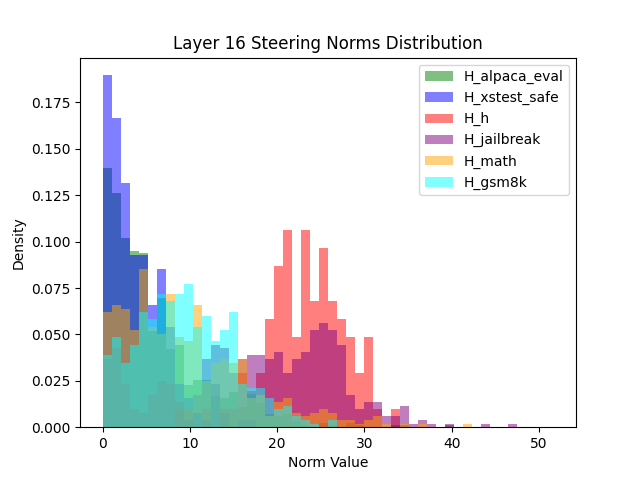 Layer 16 Steering Norms Distribution
H_alpaca_eval
H_xstest_safe
H_h
H_jailbreak
H_math
H_gsm8k
Density
0.175
0.150
0.125
0.100
0.075
0.050
0.025
0.000
0 10 20 30 40 50
Norm Value